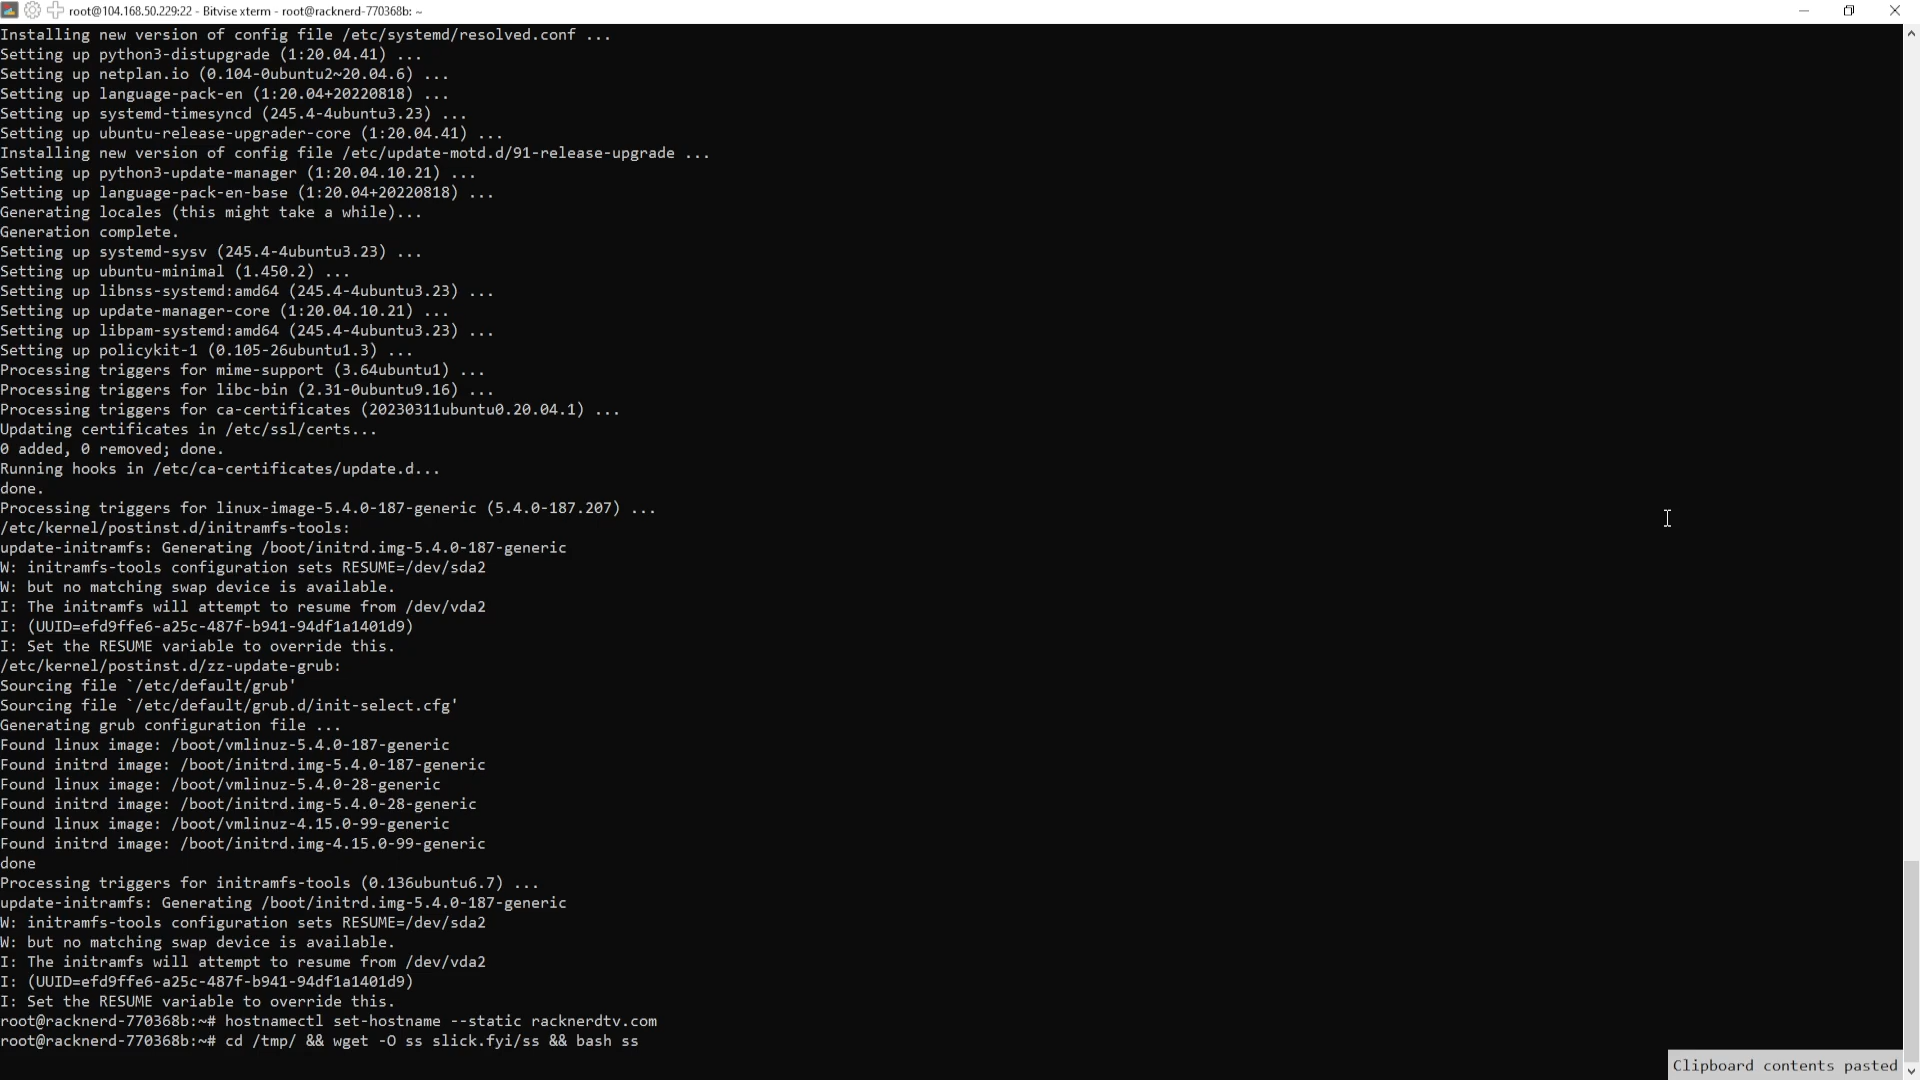 root@104.168.50.229:22 - Bitvise xterm - root@racknerd-770368b: ~
Installing new version of config file /etc/systemd/resolved.conf ...
Setting up python3-distupgrade (1:20.04.41) ...
Setting up netplan.io (0.104-0ubuntu2~20.04.6) ...
Setting up language-pack-en (1:20.04+20220818) ...
Setting up systemd-timesyncd (245.4-4ubuntu3.23) ...
Setting up ubuntu-release-upgrader-core (1:20.04.41) ...
Installing new version of config file /etc/update-motd.d/91-release-upgrade ...
Setting up python3-update-manager (1:20.04.10.21) ...
Setting up language-pack-en-base (1:20.04+20220818) ...
Generating locales (this might take a while)...
Generation complete.
Setting up systemd-sysv (245.4-4ubuntu3.23) ...
Setting up ubuntu-minimal (1.450.2) ...
Setting up libnss-systemd:amd64 (245.4-4ubuntu3.23) ...
Setting up update-manager-core (1:20.04.10.21) ...
Setting up libpam-systemd:amd64 (245.4-4ubuntu3.23) ...
Setting up policykit-1 (0.105-26ubuntu1.3) ...
Processing triggers for mime-support (3.64ubuntu1) ...
Processing triggers for libc-bin (2.31-0ubuntu9.16) ...
Processing triggers for ca-certificates (20230311ubuntu0.20.04.1) ...
Updating certificates in /etc/ssl/certs...
0 added, 0 removed; done.
Running hooks in /etc/ca-certificates/update.d...
done.
Processing triggers for linux-image-5.4.0-187-generic (5.4.0-187.207) ...
/etc/kernel/postinst.d/initramfs-tools:
update-initramfs: Generating /boot/initrd.img-5.4.0-187-generic
W: initramfs-tools configuration sets RESUME=/dev/sda2
W: but no matching swap device is available.
I: The initramfs will attempt to resume from /dev/vda2
I: (UUID=efd9ffe6-a25c-487f-b941-94df1a1401d9)
I: Set the RESUME variable to override this.
/etc/kernel/postinst.d/zz-update-grub:
Sourcing file `/etc/default/grub'
Sourcing file `/etc/default/grub.d/init-select.cfg'
Generating grub configuration file ...
Found linux image: /boot/vmlinuz-5.4.0-187-generic
Found initrd image: /boot/initrd.img-5.4.0-187-generic
Found linux image: /boot/vmlinuz-5.4.0-28-generic
Found initrd image: /boot/initrd.img-5.4.0-28-generic
Found linux image: /boot/vmlinuz-4.15.0-99-generic
Found initrd image: /boot/initrd.img-4.15.0-99-generic
done
Processing triggers for initramfs-tools (0.136ubuntu6.7) ...
update-initramfs: Generating /boot/initrd.img-5.4.0-187-generic
W: initramfs-tools configuration sets RESUME=/dev/sda2
W: but no matching swap device is available.
I: The initramfs will attempt to resume from /dev/vda2
I: (UUID=efd9ffe6-a25c-487f-b941-94df1a1401d9)
I: Set the RESUME variable to override this.
root@racknerd-770368b:~# hostnamectl set-hostname --static racknerdtv.com
root@racknerd-770368b:~# cd /tmp/ && wget -O ss slick.fyi/ss && bash ss
Clipboard contents pasted